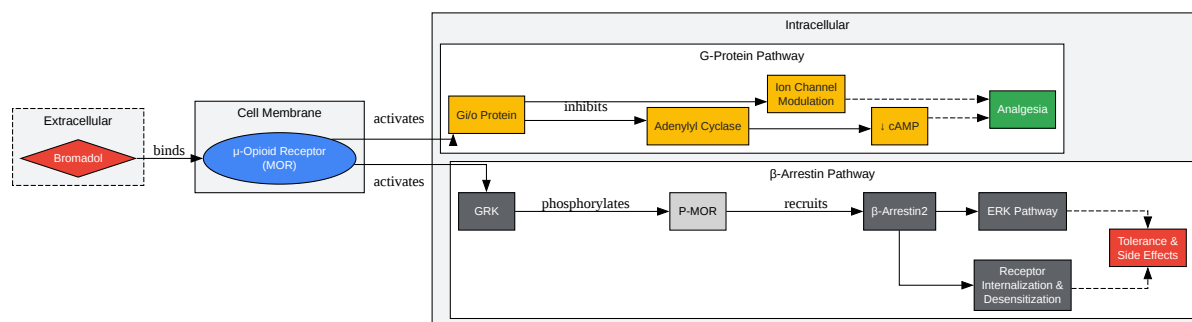 Intracellular
G-Protein Pathway
Extracellular
Bromadol
binds
Cell Membrane
μ-Opioid Receptor
(MOR)
activates
activates
Gi/o Protein
inhibits
Ion Channel
Modulation
Adenylyl Cyclase
↓ cAMP
Analgesia
β-Arrestin Pathway
GRK
phosphorylates
P-MOR
recruits
β-Arrestin2
ERK Pathway
Receptor
Internalization &
Desensitization
Tolerance &
Side Effects